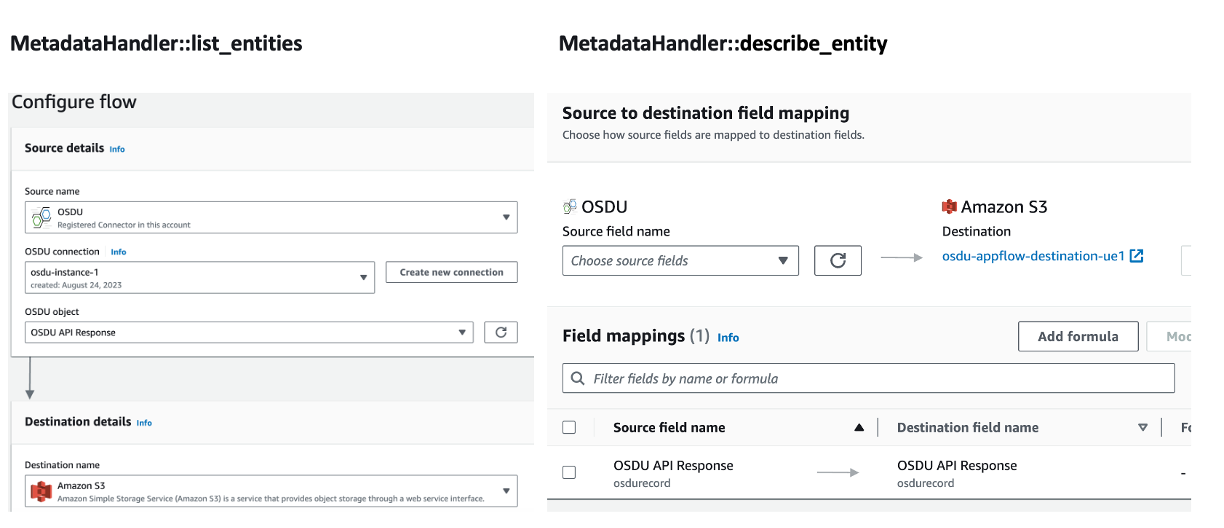 MetadataHandler::list_entities
Configure flow
Source details Info
Source name
OSDU
Registered Connector in this account
OSDU connection Info
osdu-instance-1
created: August 24, 2023
Create new connection
OSDU object
OSDU API Response
Destination details Info
Destination name
Amazon S3
Amazon Simple Storage Service (Amazon S3) is a service that provides object storage through a web service interface.
MetadataHandler::describe_entity
Source to destination field mapping
Choose how source fields are mapped to destination fields.
OSDU
Source field name
Choose source fields
Amazon S3
Destination
osdu-appflow-destination-ue1
Field mappings (1) Info
Add formula
Moc
Filter fields by name or formula
Source field name Destination field name Fo
OSDU API Response OSDU API Response -
osdurecord osdurecord